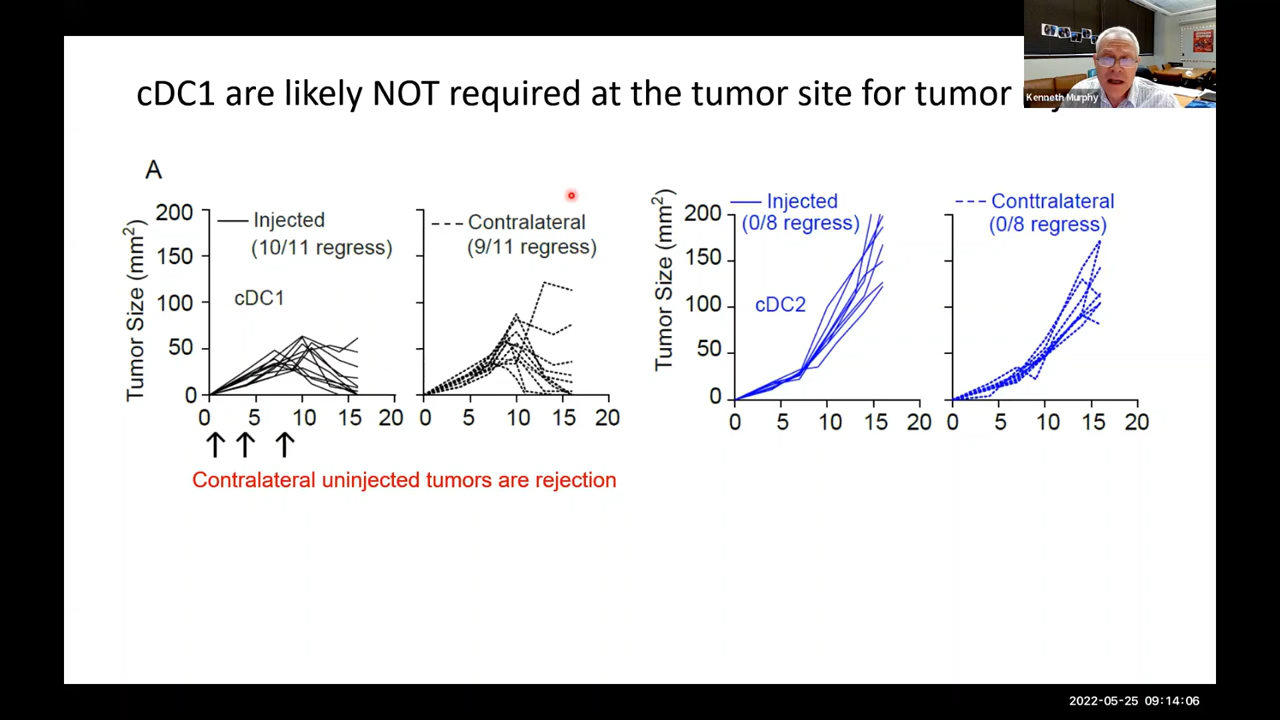 cDC1 are likely NOT required at the tumor site for tumor
Kenneth Murphy
A
Tumor Size (mm²)
200
150
100
50
0
Injected
(10/11 regress)
cDC1
0 5 10 15 20
Contralateral
(9/11 regress)
0 5 10 15 20
Contralateral uninjected tumors are rejection
Tumor Size (mm²)
200
150
100
50
0
Injected
(0/8 regress)
cDC2
0 5 10 15 20
Conttralateral
(0/8 regress)
0 5 10 15 20
2022-05-25 09:14:06